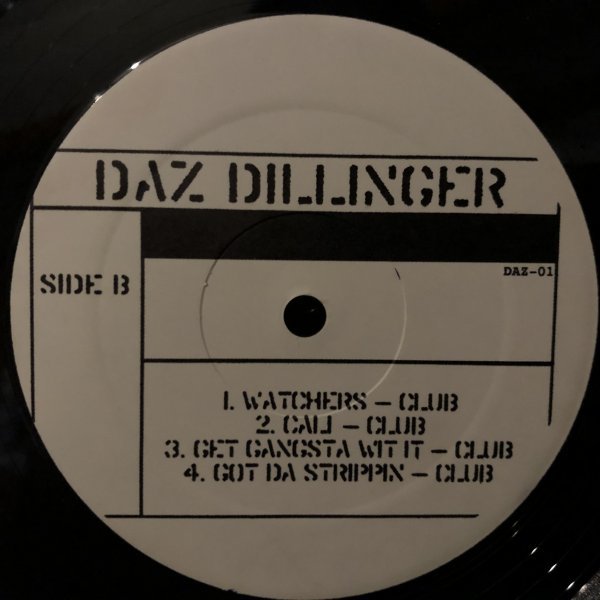 DAZ DILLINGER
SIDE B
DAZ-01
1. WATCHERS – CLUB
2. CALI – CLUB
3. GET GANGSTA WIT IT – CLUB
4. GOT DA STRIPPIN – CLUB